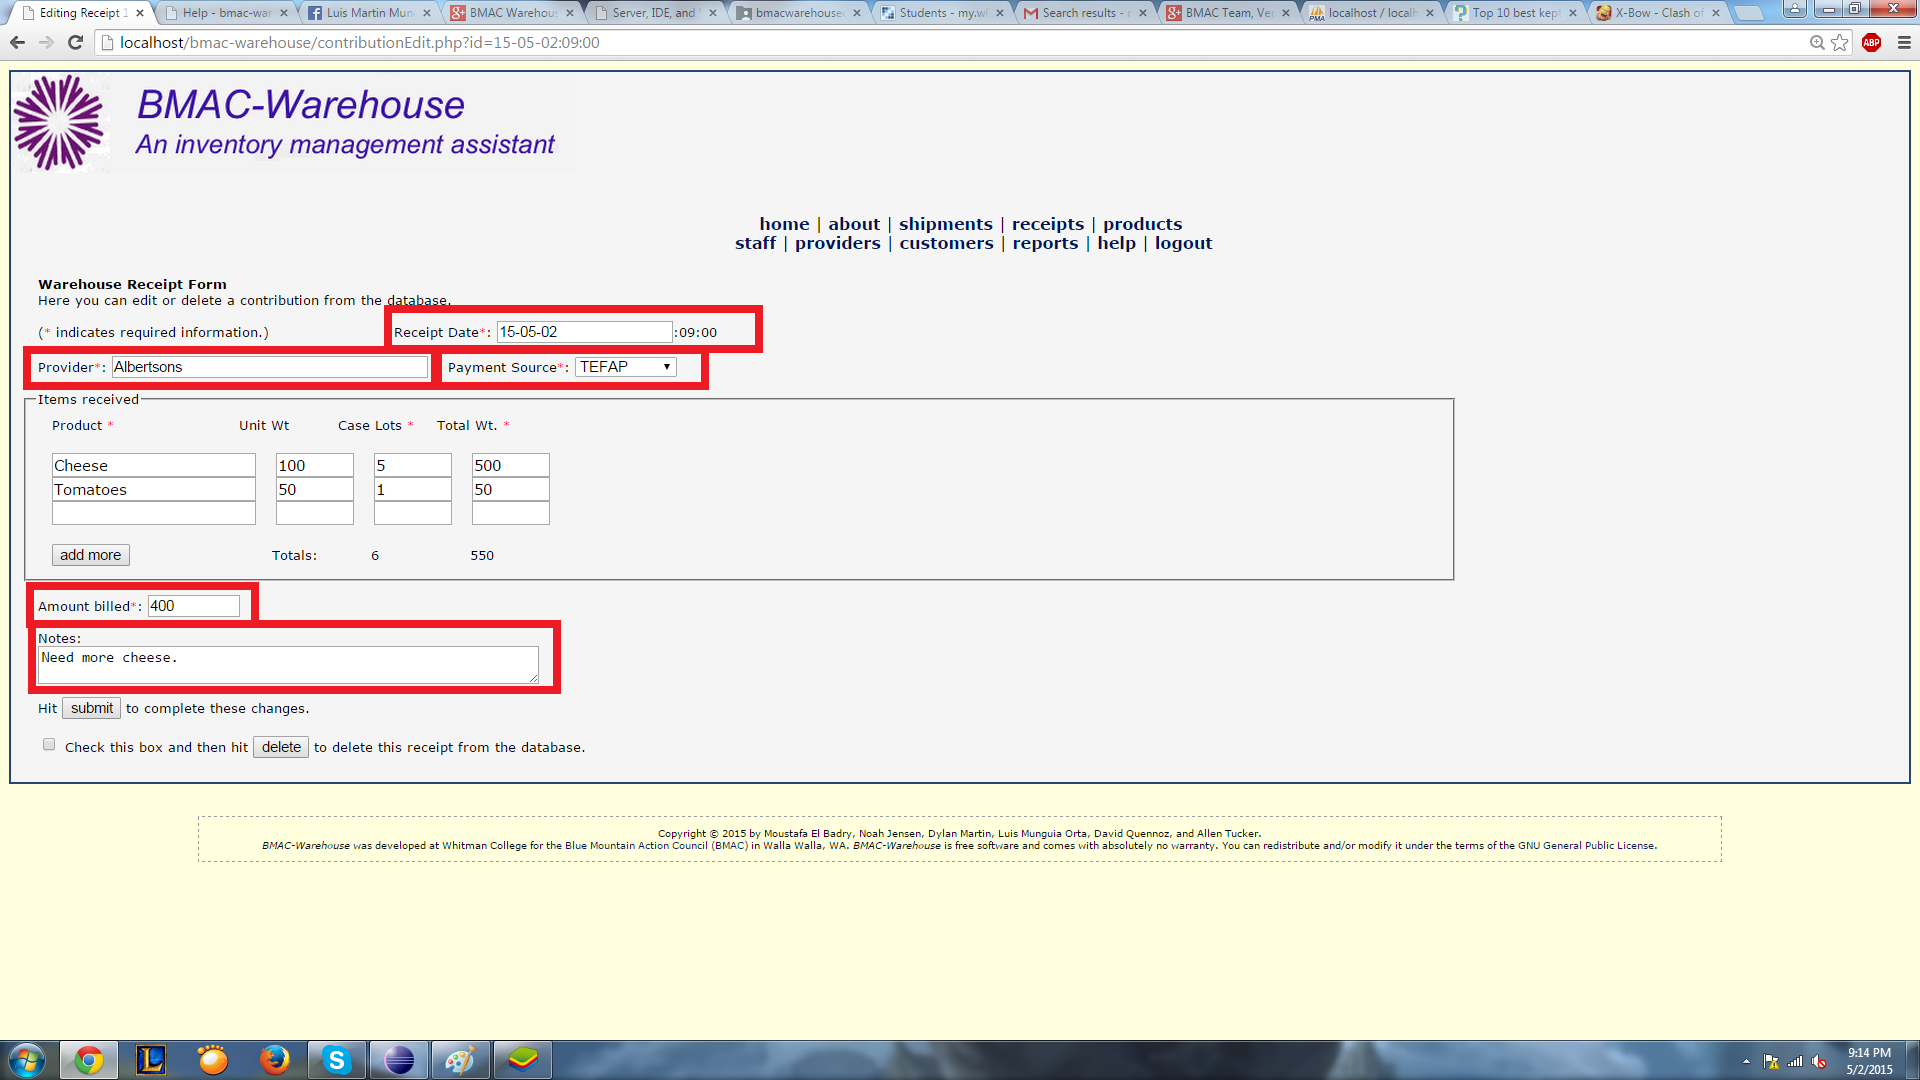 Editing Receipt 1
Help - bmac-war
Luis Martin Mun
BMAC Warehou
Server, IDE, and
bmacwarehouse
Students - my.w
Search results -
BMAC Team, Ve
localhost / localh
Top 10 best kept
X-Bow - Clash of
localhost/bmac-warehouse/contributionEdit.php?id=15-05-02:09:00
ABP
BMAC-Warehouse
An inventory management assistant
home | about | shipments | receipts | products
staff | providers | customers | reports | help | logout
Warehouse Receipt Form
Here you can edit or delete a contribution from the database.
(* indicates required information.) Receipt Date*: 15-05-02 :09:00
Provider*: Albertsons Payment Source*: TEFAP
Items received
Product * Unit Wt Case Lots * Total Wt. *
Cheese 100 5 500
Tomatoes 50 1 50
add more Totals: 6 550
Amount billed*: 400
Notes:
Need more cheese.
Hit submit to complete these changes.
Check this box and then hit delete to delete this receipt from the database.
Copyright © 2015 by Moustafa El Badry, Noah Jensen, Dylan Martin, Luis Munguia Orta, David Quennoz, and Allen Tucker.
BMAC-Warehouse was developed at Whitman College for the Blue Mountain Action Council (BMAC) in Walla Walla, WA. BMAC-Warehouse is free software and comes with absolutely no warranty. You can redistribute and/or modify it under the terms of the GNU General Public License.
9:14 PM
5/2/2015